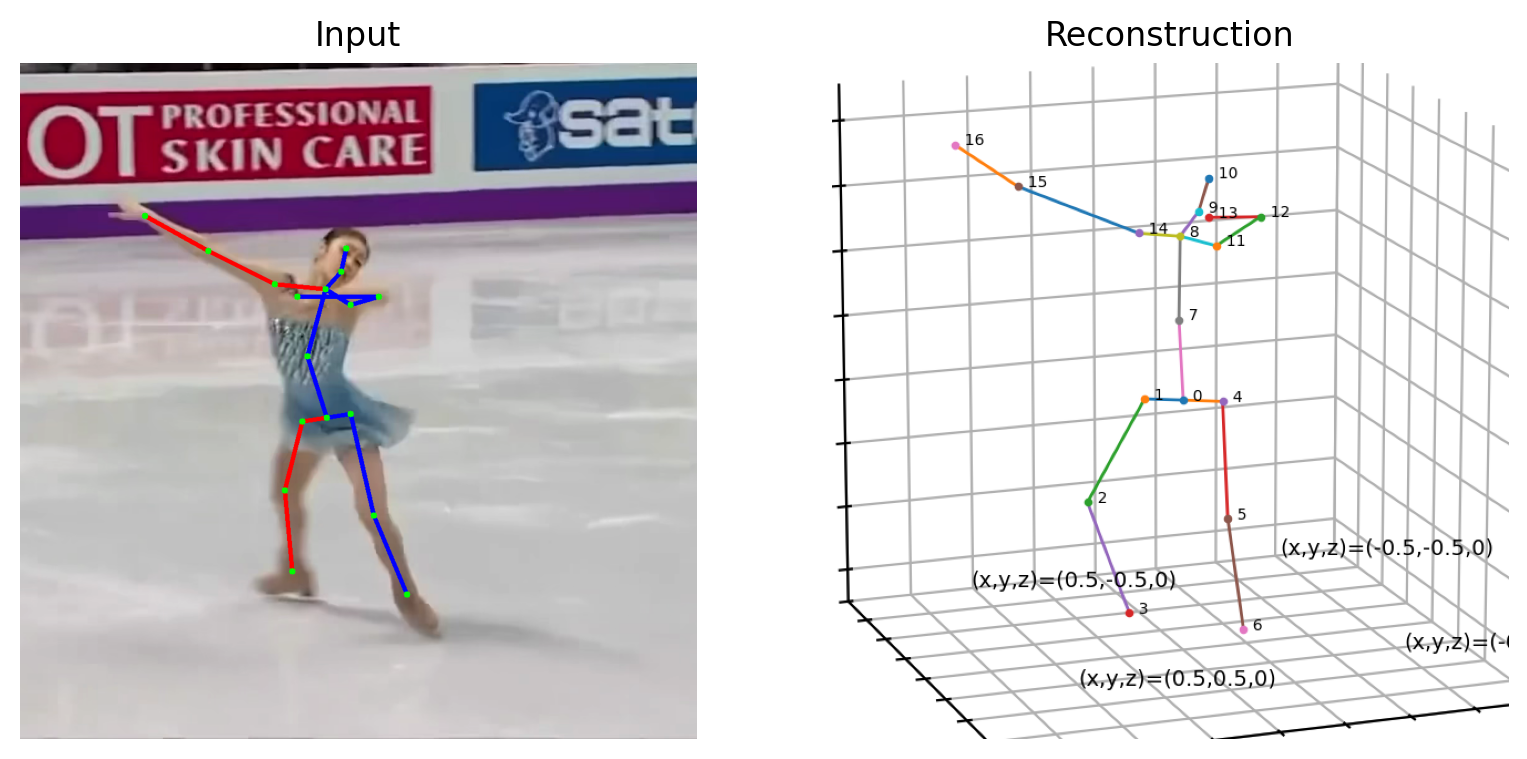 Input
Reconstruction
OT PROFESSIONAL
SKIN CARE
sat
16
15
14
8
10
9
13
12
11
7
1
0
4
2
5
3
6
(x,y,z)=(-0.5,-0.5,0)
(x,y,z)=(0.5,-0.5,0)
(x,y,z)=(0.5,0.5,0)
(x,y,z)=(-